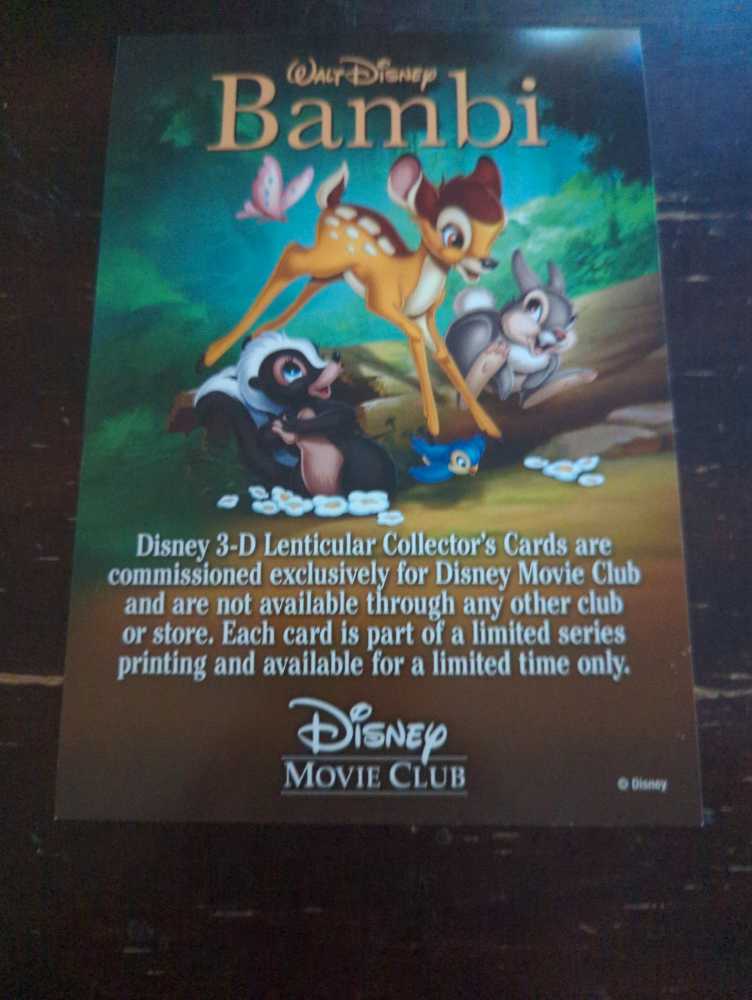 WALT DISNEY
Bambi
Disney 3-D Lenticular Collector's Cards are
commissioned exclusively for Disney Movie Club
and are not available through any other club
or store. Each card is part of a limited series
printing and available for a limited time only.
DISNEY
MOVIE CLUB
© Disney